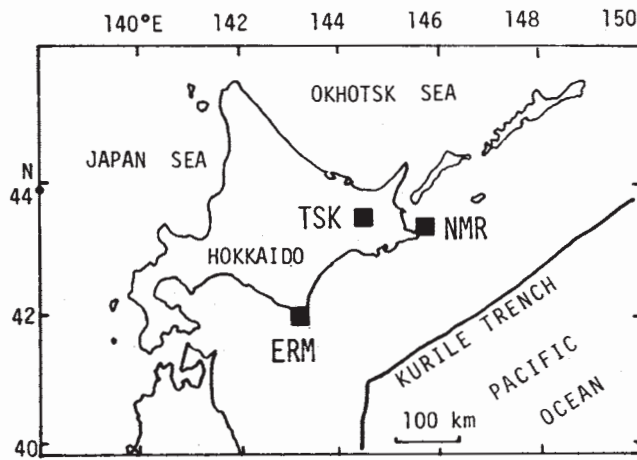 140°E 142 144 146 148 150
OKHOTSK SEA
JAPAN SEA
N
44
TSK
NMR
HOKKAIDO
42
ERM
KURILE TRENCH
PACIFIC
OCEAN
100 km
40